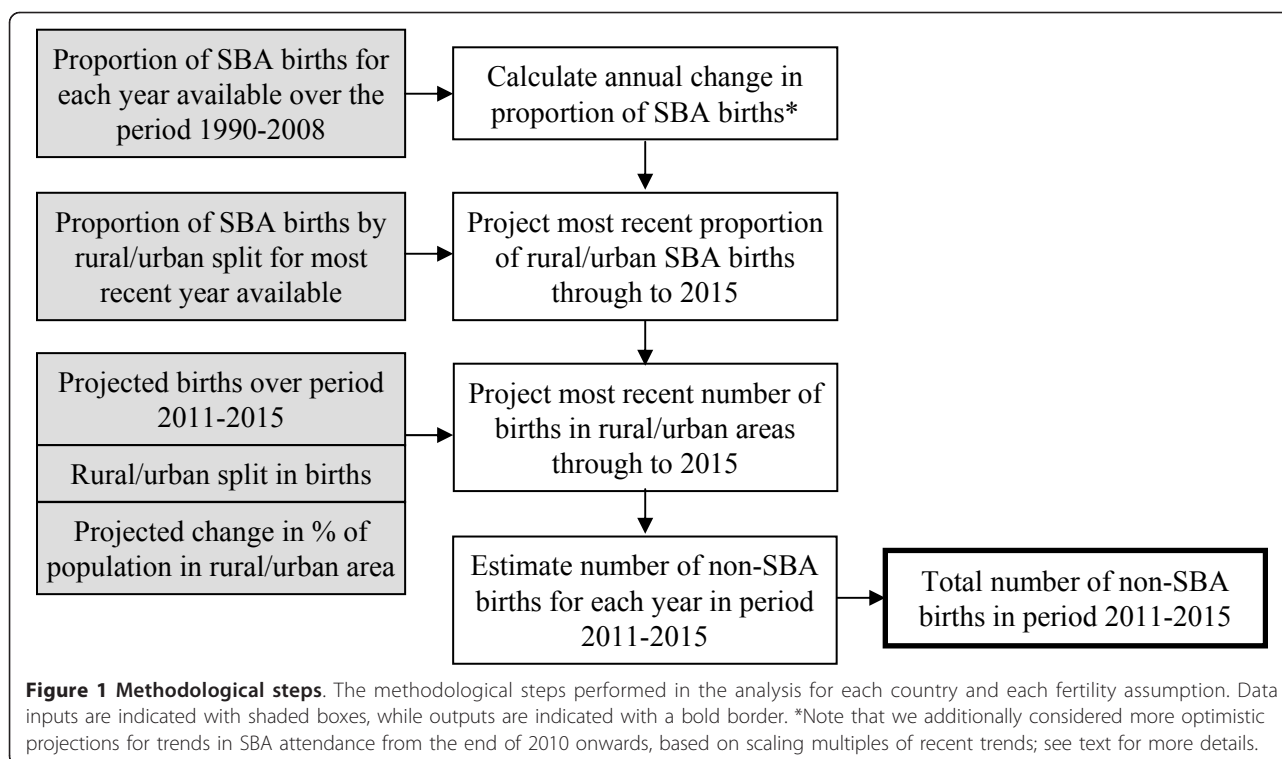 Proportion of SBA births for
each year available over the
period 1990-2008
Calculate annual change in
proportion of SBA births*
Proportion of SBA births by
rural/urban split for most
recent year available
Project most recent proportion
of rural/urban SBA births
through to 2015
Projected births over period
2011-2015
Rural/urban split in births
Projected change in % of
population in rural/urban area
Project most recent number of
births in rural/urban areas
through to 2015
Estimate number of non-SBA
births for each year in period
2011-2015
Total number of non-SBA
births in period 2011-2015
Figure 1 Methodological steps. The methodological steps performed in the analysis for each country and each fertility assumption. Data
inputs are indicated with shaded boxes, while outputs are indicated with a bold border. *Note that we additionally considered more optimistic
projections for trends in SBA attendance from the end of 2010 onwards, based on scaling multiples of recent trends; see text for more details.